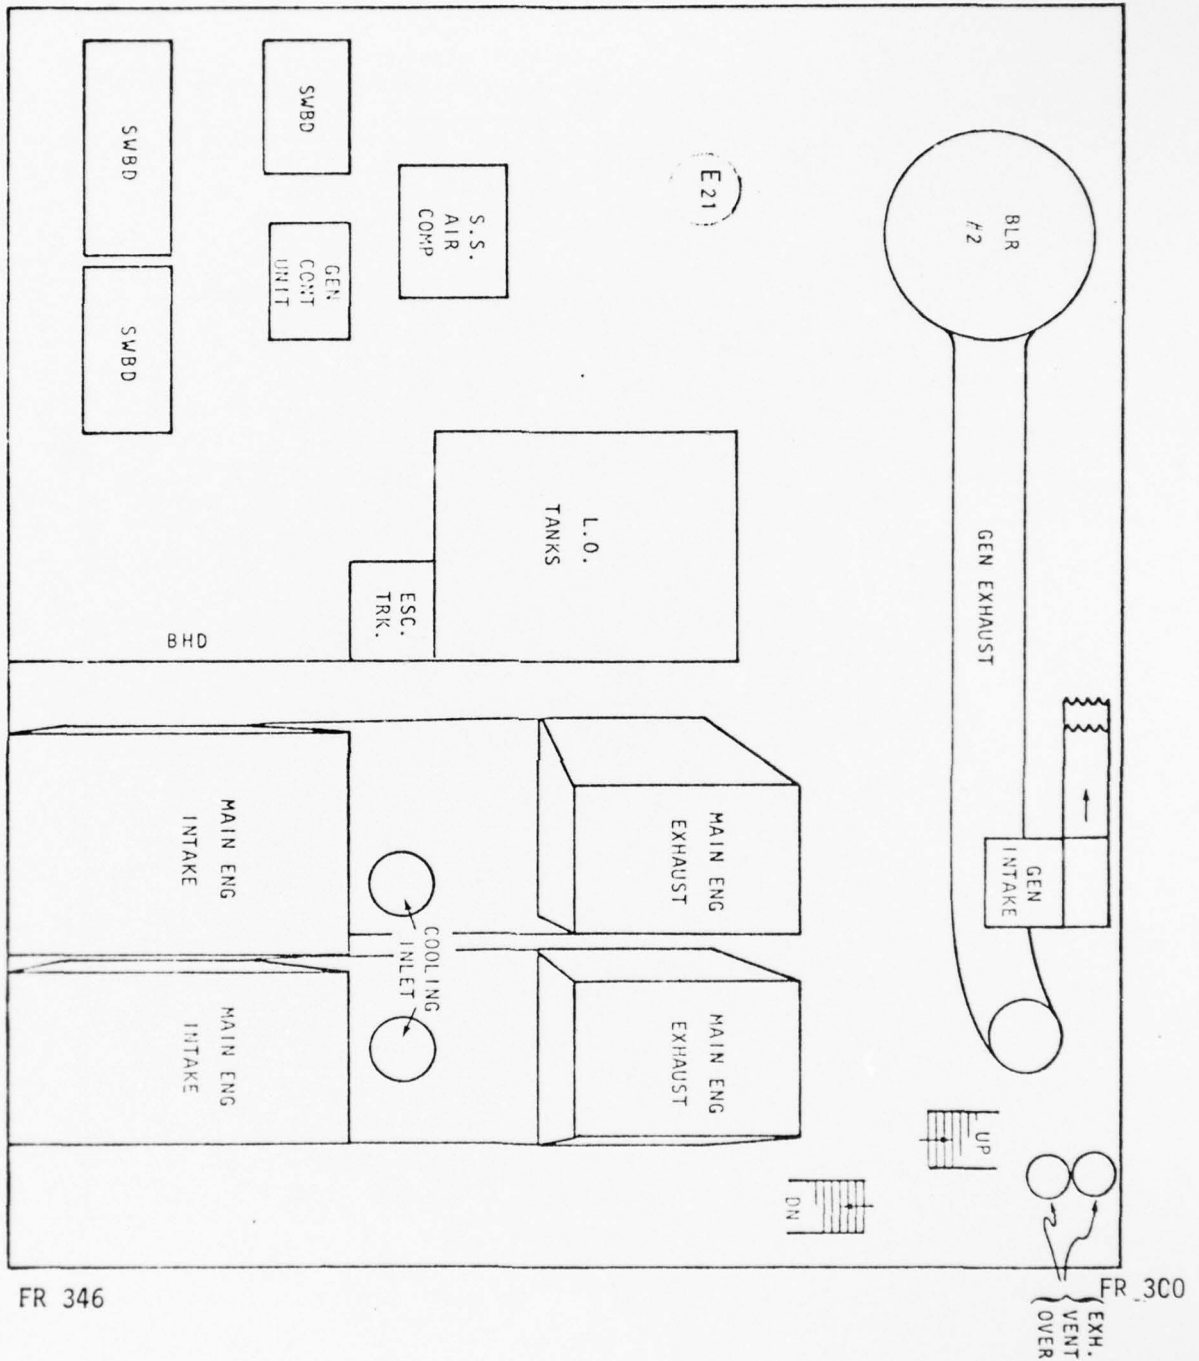 SWBD
SWBD
SWBD
GEN
CONT
UNIT
S.S.
AIR
COMP
E 21
BLR
#2
GEN EXHAUST
L.O.
TANKS
ESC.
TRK.
BHD
MAIN ENG
INTAKE
MAIN ENG
EXHAUST
GEN
INTAKE
COOLING
INLET
MAIN ENG
INTAKE
MAIN ENG
EXHAUST
UP
DN
FR 346
FR 300
EXH.
VENT
OVER